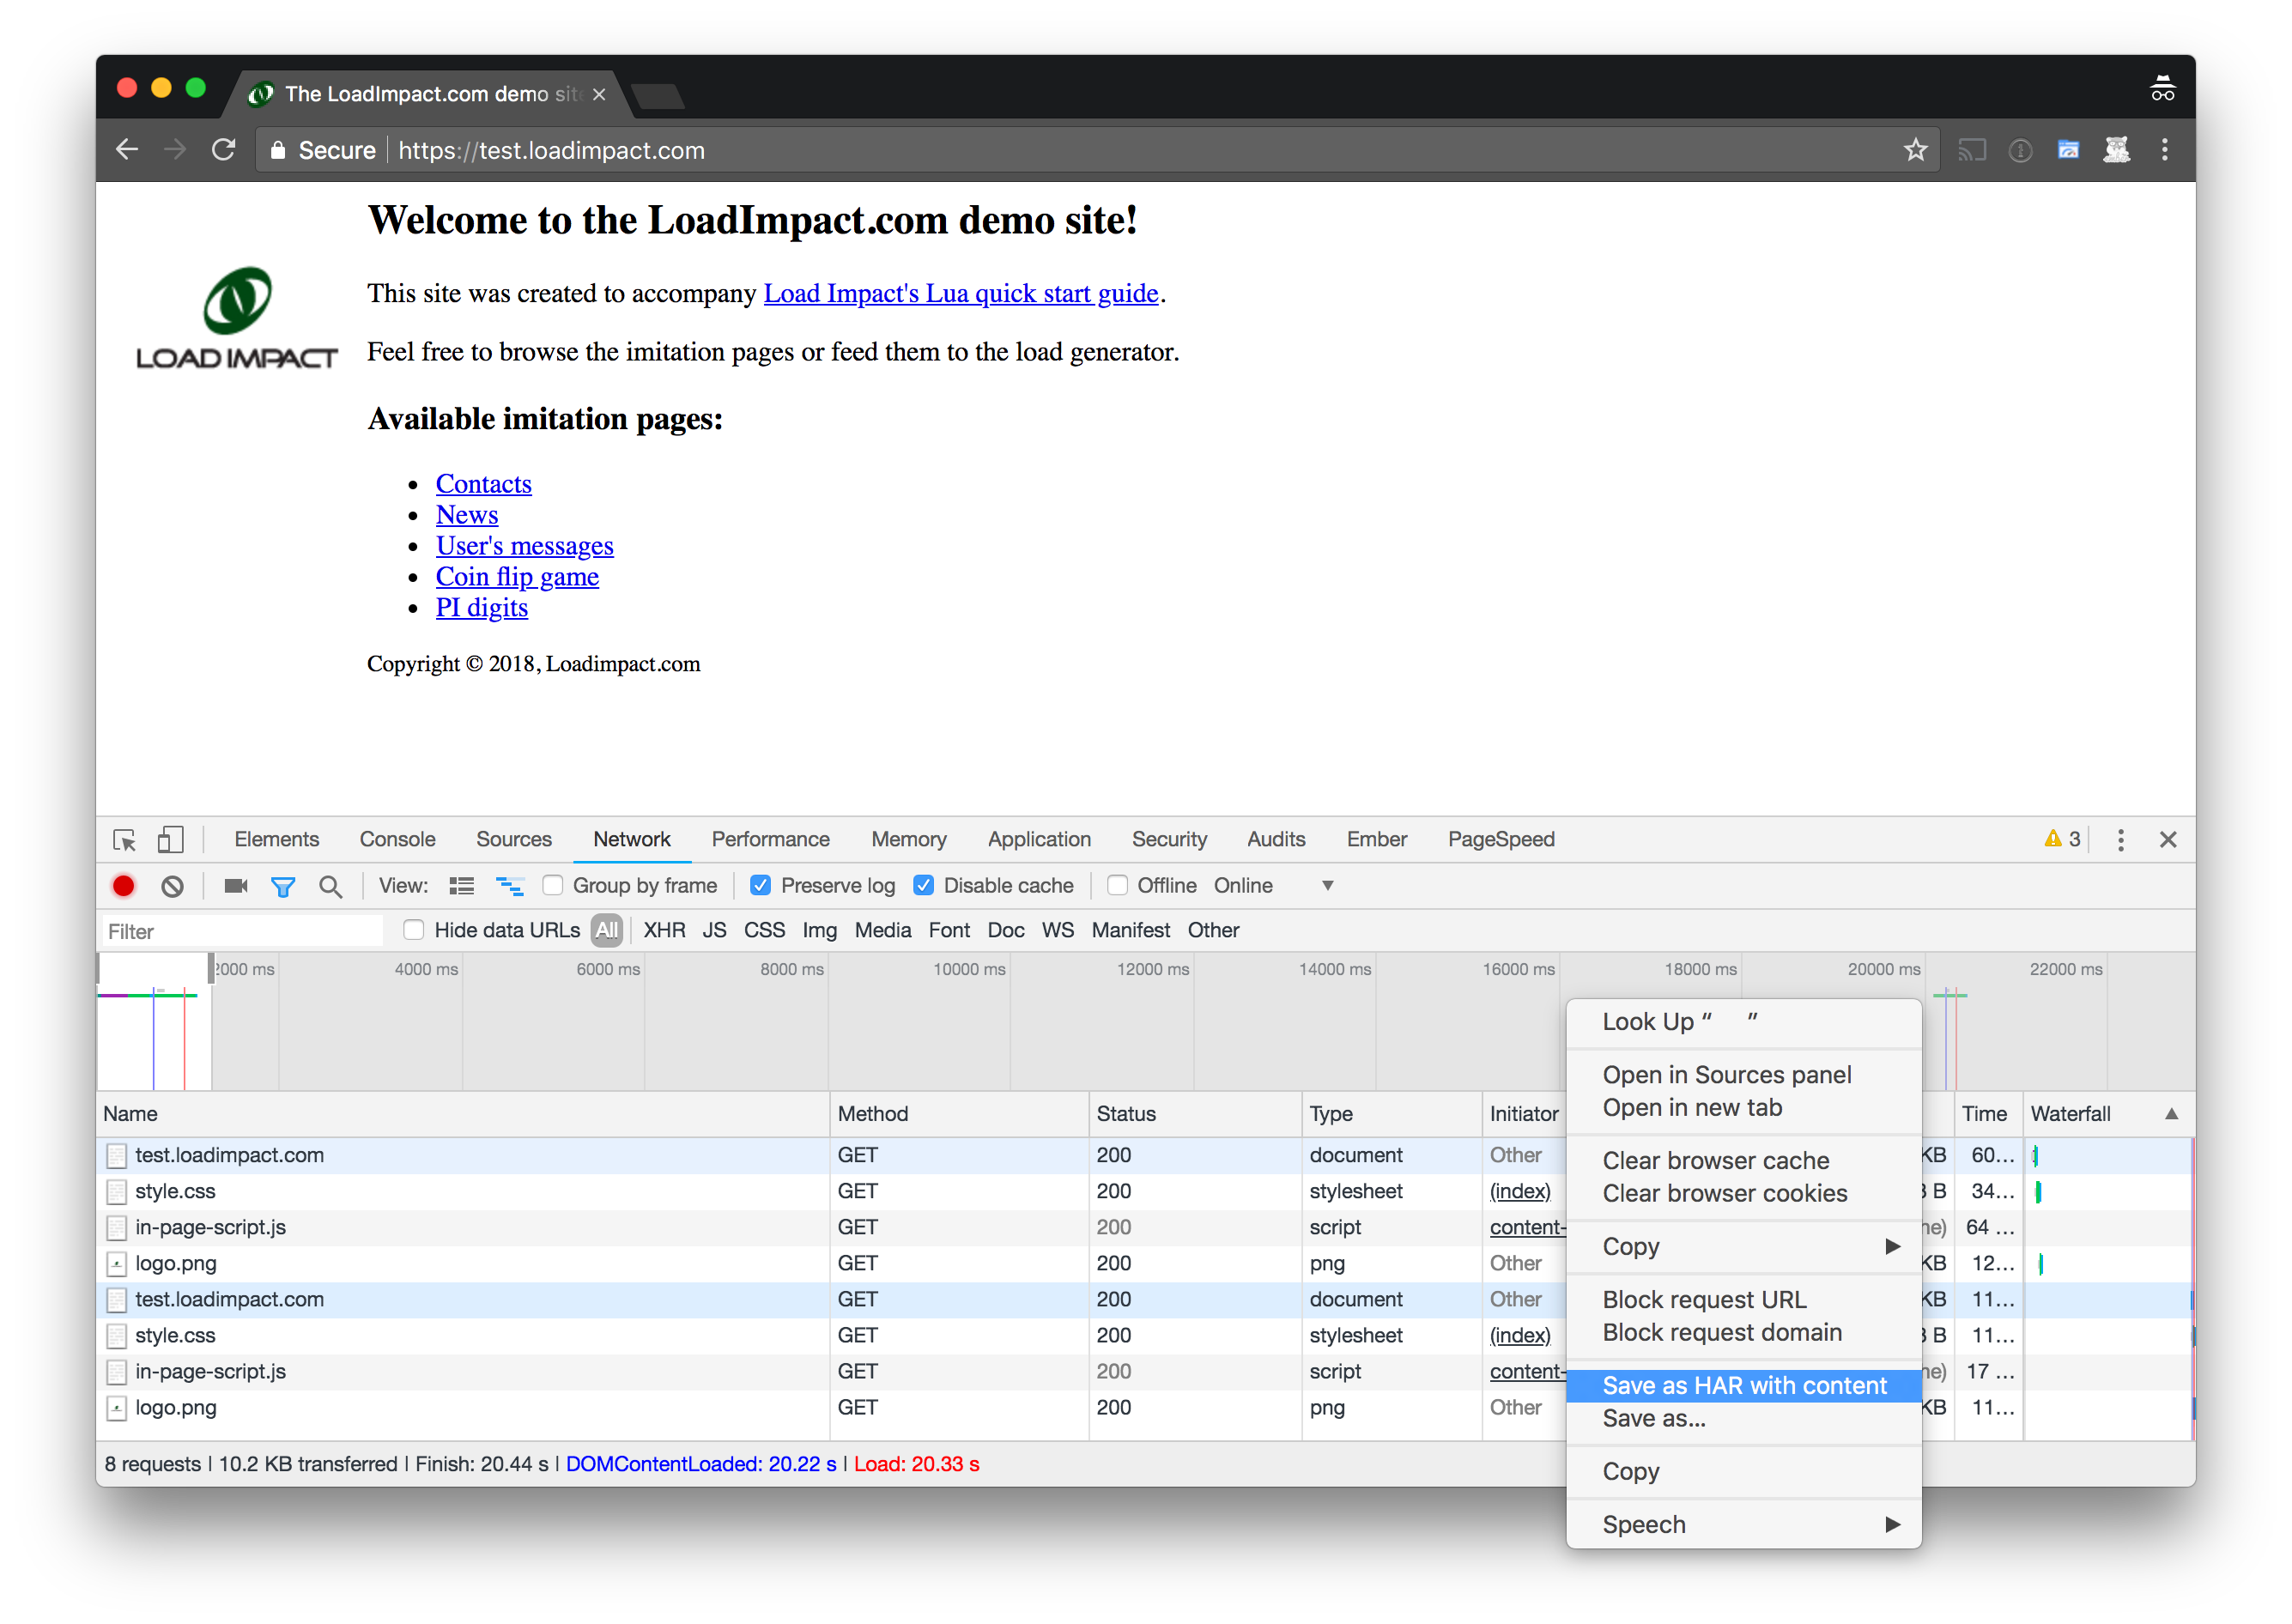 The LoadImpact.com demo site
Secure https://test.loadimpact.com
Welcome to the LoadImpact.com demo site!
This site was created to accompany Load Impact's Lua quick start guide.
LOAD IMPACT
Feel free to browse the imitation pages or feed them to the load generator.
Available imitation pages:
Contacts
News
User's messages
Coin flip game
PI digits
Copyright © 2018, Loadimpact.com
Elements Console Sources Network Performance Memory Application Security Audits Ember PageSpeed 3
View: Group by frame Preserve log Disable cache Offline Online
Filter Hide data URLs All XHR JS CSS Img Media Font Doc WS Manifest Other
2000 ms 4000 ms 6000 ms 8000 ms 10000 ms 12000 ms 14000 ms 16000 ms 18000 ms 20000 ms 22000 ms
Name Method Status Type Initiator Time Waterfall
test.loadimpact.com GET 200 document Other KB 60...
style.css GET 200 stylesheet (index) B 34...
in-page-script.js GET 200 script content- 64 ...
logo.png GET 200 png Other KB 12...
test.loadimpact.com GET 200 document Other KB 11...
style.css GET 200 stylesheet (index) B 11...
in-page-script.js GET 200 script content- 17 ...
logo.png GET 200 png Other KB 11...
8 requests | 10.2 KB transferred | Finish: 20.44 s | DOMContentLoaded: 20.22 s | Load: 20.33 s
Look Up “ ”
Open in Sources panel
Open in new tab
Clear browser cache
Clear browser cookies
Copy
Block request URL
Block request domain
Save as HAR with content
Save as...
Copy
Speech